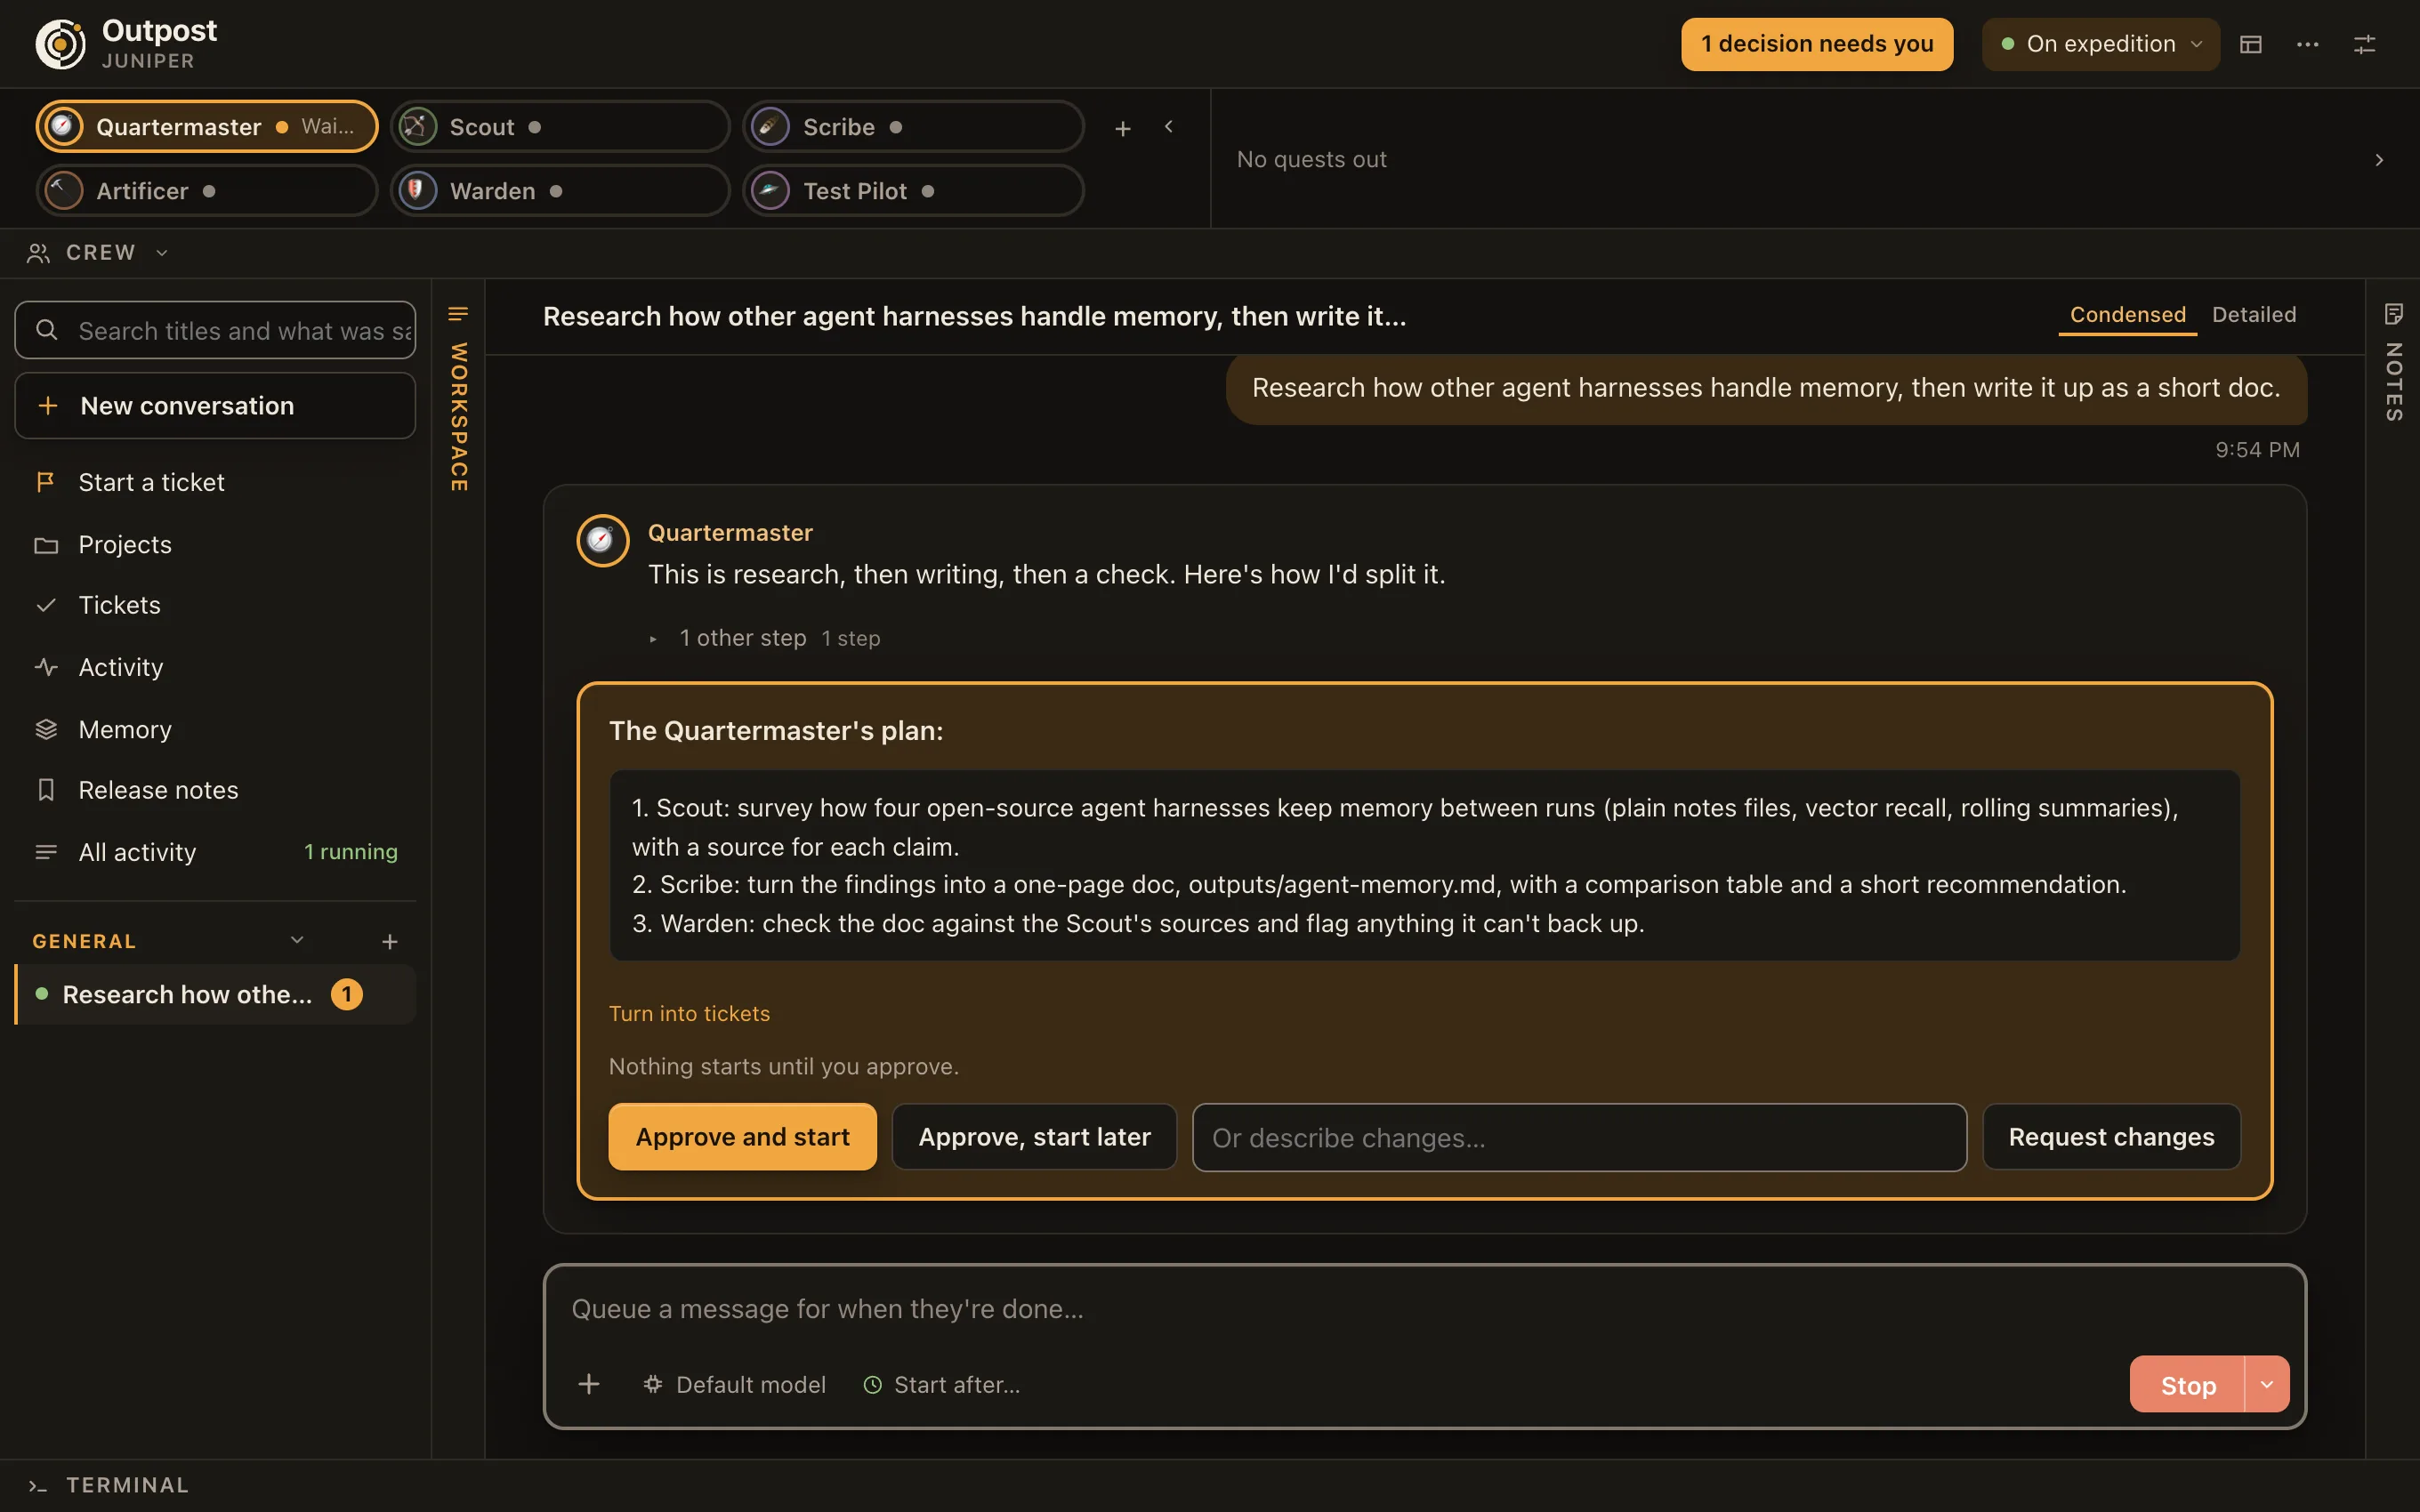 Outpost
JUNIPER
1 decision needs you
On expedition
Quartermaster Wai...
Scout
Scribe
Artificer
Warden
Test Pilot
No quests out
CREW
Search titles and what was sa
New conversation
Start a ticket
Projects
Tickets
Activity
Memory
Release notes
All activity 1 running
GENERAL
Research how othe... 1
WORKSPACE
Research how other agent harnesses handle memory, then write it...
Condensed Detailed
Research how other agent harnesses handle memory, then write it up as a short doc.
9:54 PM
Quartermaster
This is research, then writing, then a check. Here's how I'd split it.
1 other step 1 step
The Quartermaster's plan:
1. Scout: survey how four open-source agent harnesses keep memory between runs (plain notes files, vector recall, rolling summaries),
with a source for each claim.
2. Scribe: turn the findings into a one-page doc, outputs/agent-memory.md, with a comparison table and a short recommendation.
3. Warden: check the doc against the Scout's sources and flag anything it can't back up.
Turn into tickets
Nothing starts until you approve.
Approve and start
Approve, start later
Or describe changes...
Request changes
Queue a message for when they're done...
Default model
Start after...
Stop
NOTES
TERMINAL